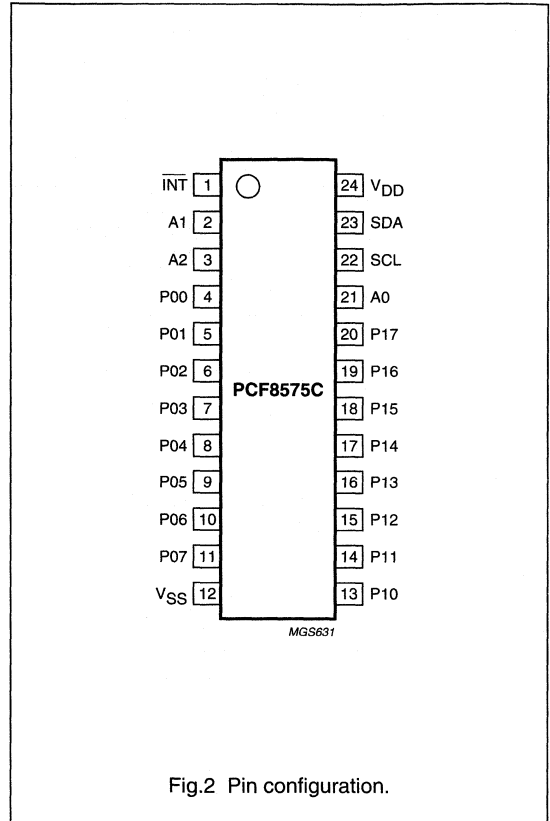 INT 1 24 VDD
A1 2 23 SDA
A2 3 22 SCL
P00 4 21 A0
P01 5 20 P17
P02 6 19 P16
PCF8575C
P03 7 18 P15
P04 8 17 P14
P05 9 16 P13
P06 10 15 P12
P07 11 14 P11
VSS 12 13 P10
MGS631
Fig.2 Pin configuration.